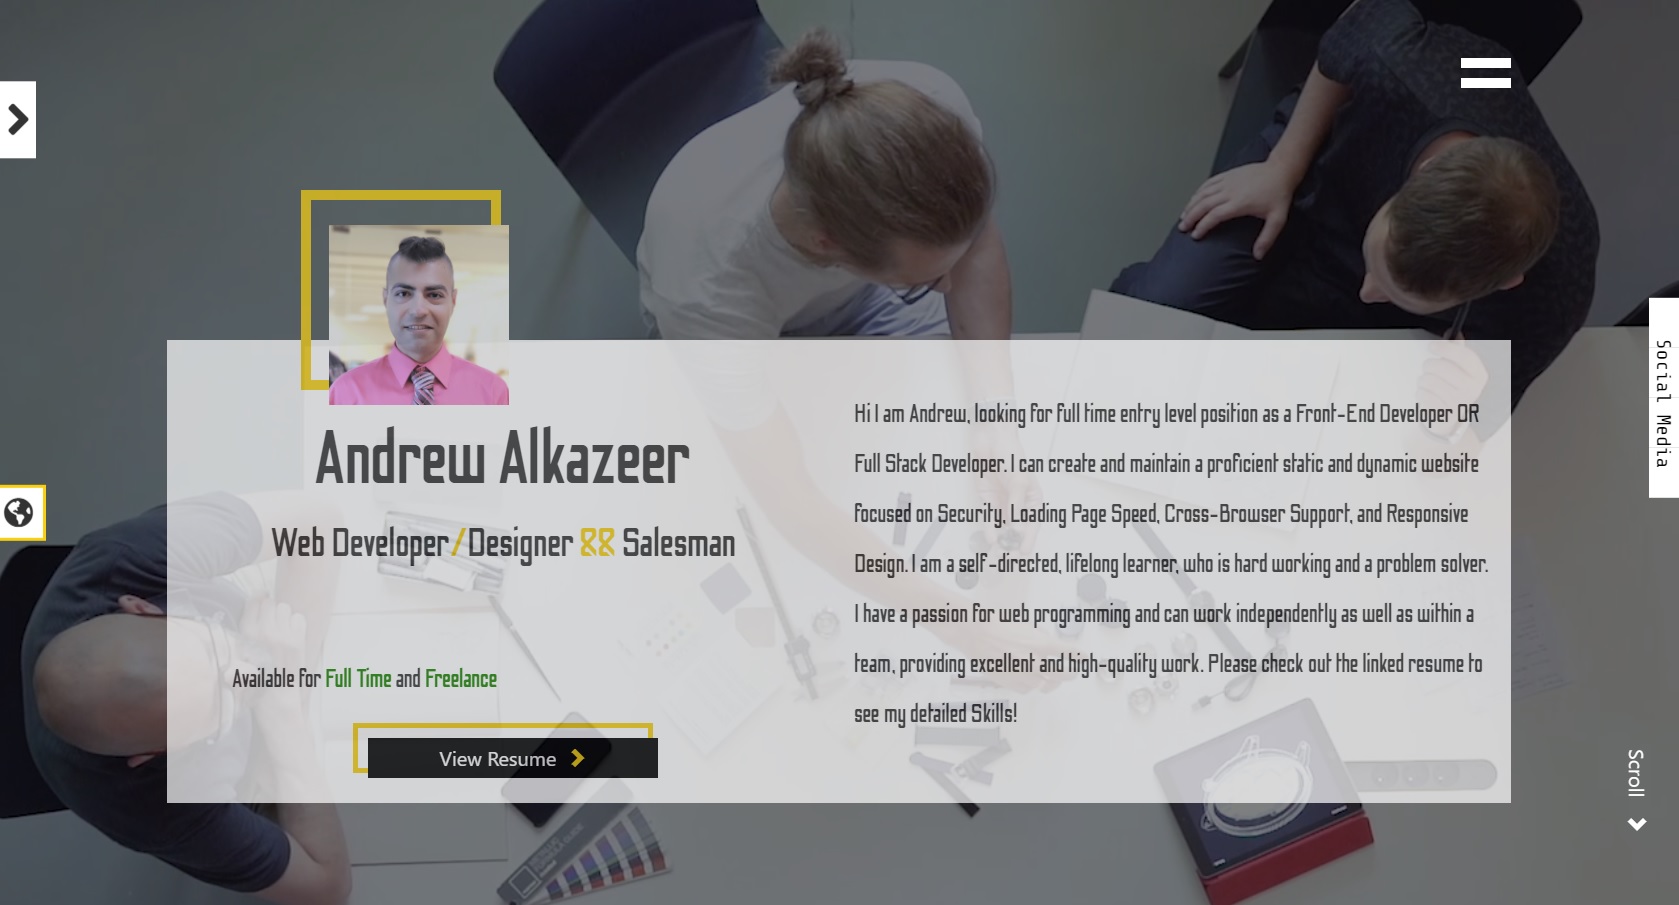 Andrew Alkazeer
Web Developer/Designer && Salesman
Available for Full Time and Freelance
View Resume
Hi I am Andrew, looking for full time entry level position as a Front-End Developer OR
Full Stack Developer. I can create and maintain a proficient static and dynamic website
focused on Security, Loading Page Speed, Cross-Browser Support, and Responsive
Design. I am a self-directed, lifelong learner, who is hard working and a problem solver.
I have a passion for web programming and can work independently as well as within a
team, providing excellent and high-quality work. Please check out the linked resume to
see my detailed Skills!
Social Media
Scroll